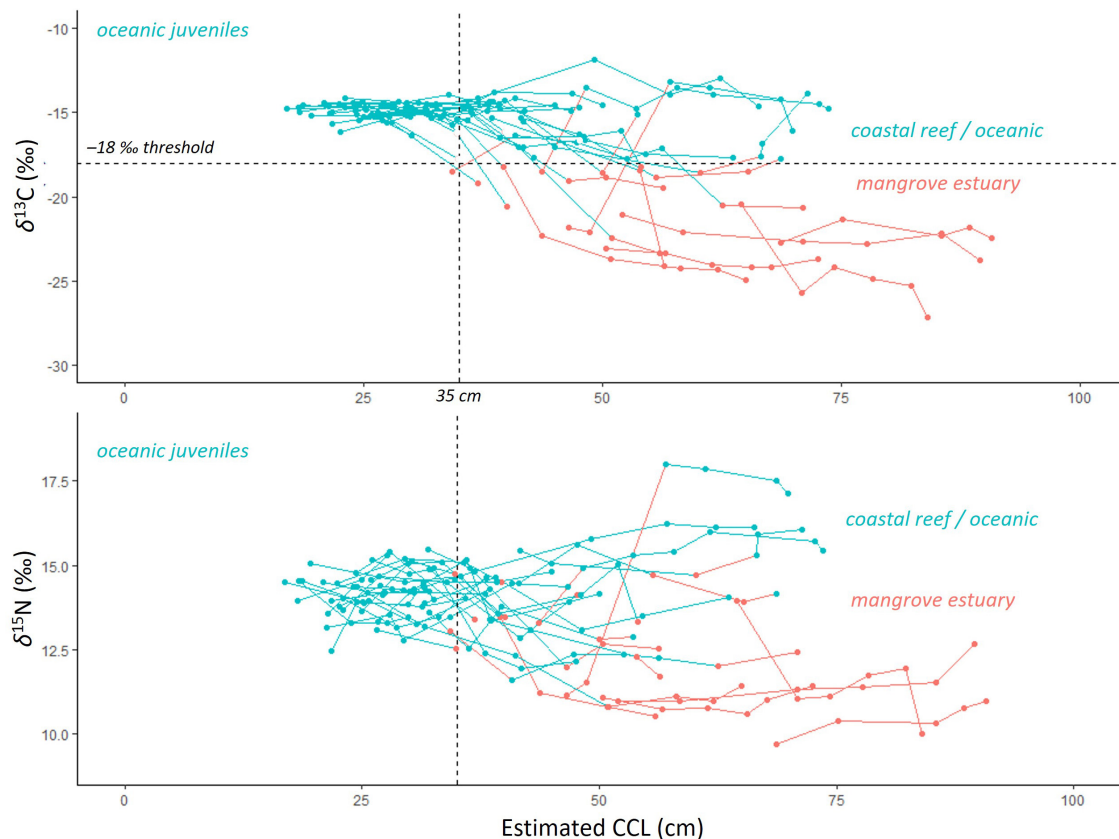 -10
oceanic juveniles
-15
coastal reef / oceanic
−18 ‰ threshold
mangrove estuary
δ13C (‰)
-20
-25
-30
0
25
35 cm
50
75
100
oceanic juveniles
17.5
coastal reef / oceanic
15.0
mangrove estuary
δ15N (‰)
12.5
10.0
0
25
50
75
100
Estimated CCL (cm)